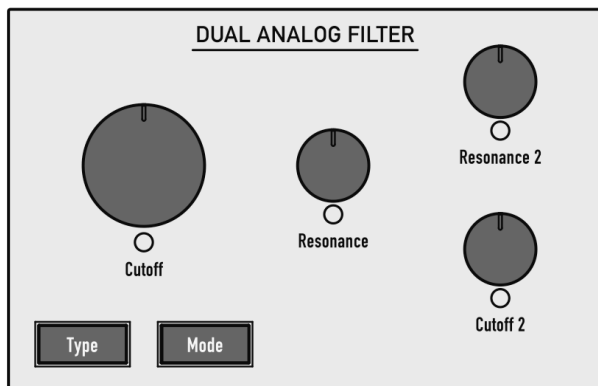 DUAL ANALOG FILTER
Resonance 2
Resonance
Cutoff
Cutoff 2
Type
Mode